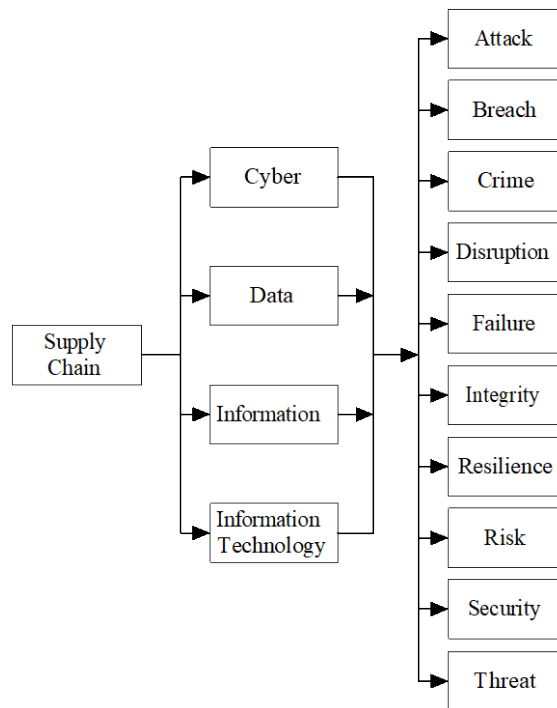 Supply
Chain
Cyber
Data
Information
Information
Technology
Attack
Breach
Crime
Disruption
Failure
Integrity
Resilience
Risk
Security
Threat